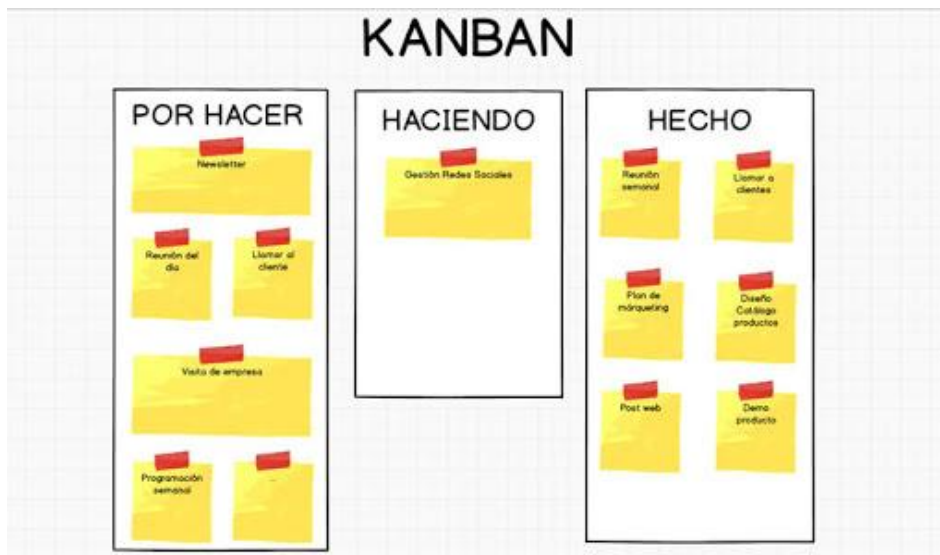 KANBAN
POR HACER
Newsletter
Reunión del
día
Llamar al
cliente
Visita de empresa
Programación
semanal
...
HACIENDO
Gestión Redes Sociales
HECHO
Reunión
semanal
Llamar a
clientes
Plan de
márqueting
Diseño
Catálogo
productos
Post web
Demo
producto